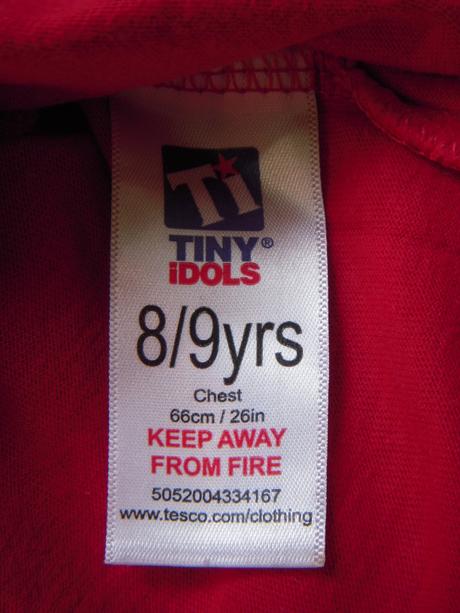 Ti
TINY®
iDOLS
8/9yrs
Chest
66cm / 26in
KEEP AWAY
FROM FIRE
5052004334167
www.tesco.com/clothing